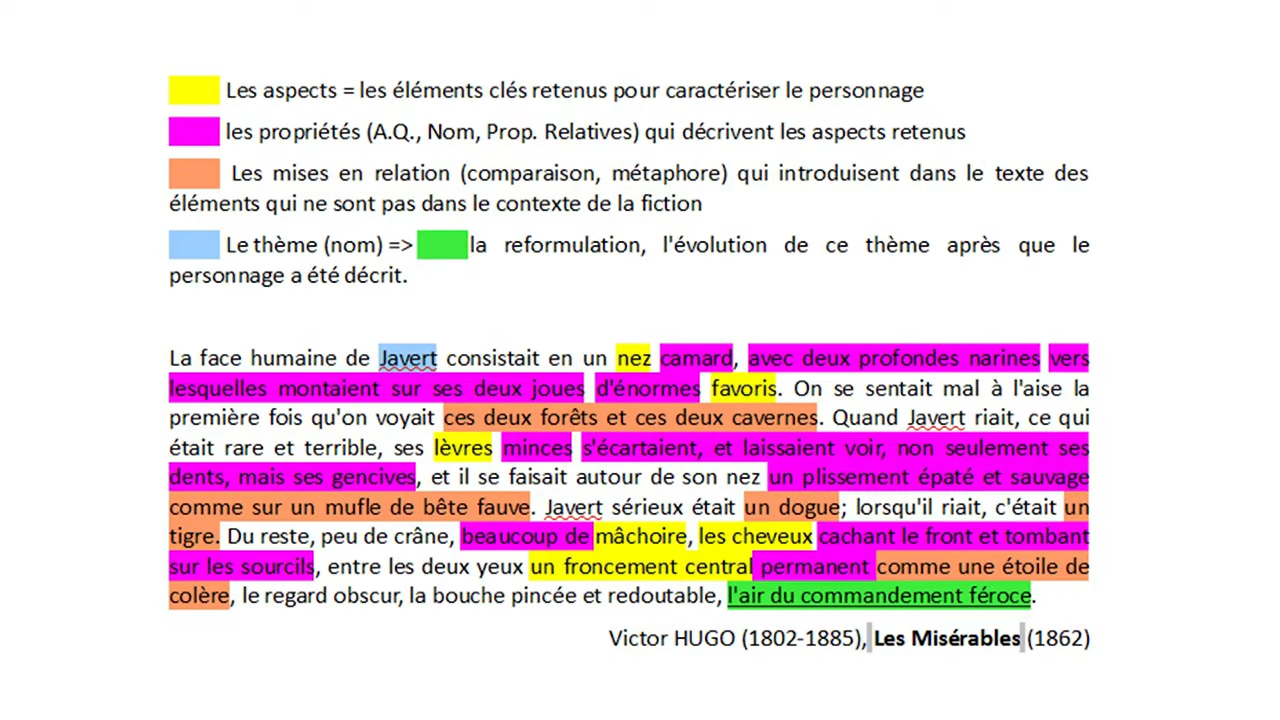 Les aspects = les éléments clés retenus pour caractériser le personnage
les propriétés (A.Q., Nom, Prop. Relatives) qui décrivent les aspects retenus
Les mises en relation (comparaison, métaphore) qui introduisent dans le texte des
éléments qui ne sont pas dans le contexte de la fiction
Le thème (nom) => la reformulation, l'évolution de ce thème après que le
personnage a été décrit.
La face humaine de Javert consistait en un nez camard, avec deux profondes narines vers
lesquelles montaient sur ses deux joues d'énormes favoris. On se sentait mal à l'aise la
première fois qu'on voyait ces deux forêts et ces deux cavernes. Quand Javert riait, ce qui
était rare et terrible, ses lèvres minces s'écartaient, et laissaient voir, non seulement ses
dents, mais ses gencives, et il se faisait autour de son nez un plissement épaté et sauvage
comme sur un mufle de bête fauve. Javert sérieux était un dogue; lorsqu'il riait, c'était un
tigre. Du reste, peu de crâne, beaucoup de mâchoire, les cheveux cachant le front et tombant
sur les sourcils, entre les deux yeux un froncement central permanent comme une étoile de
colère, le regard obscur, la bouche pincée et redoutable, l'air du commandement féroce.
Victor HUGO (1802-1885), Les Misérables (1862)